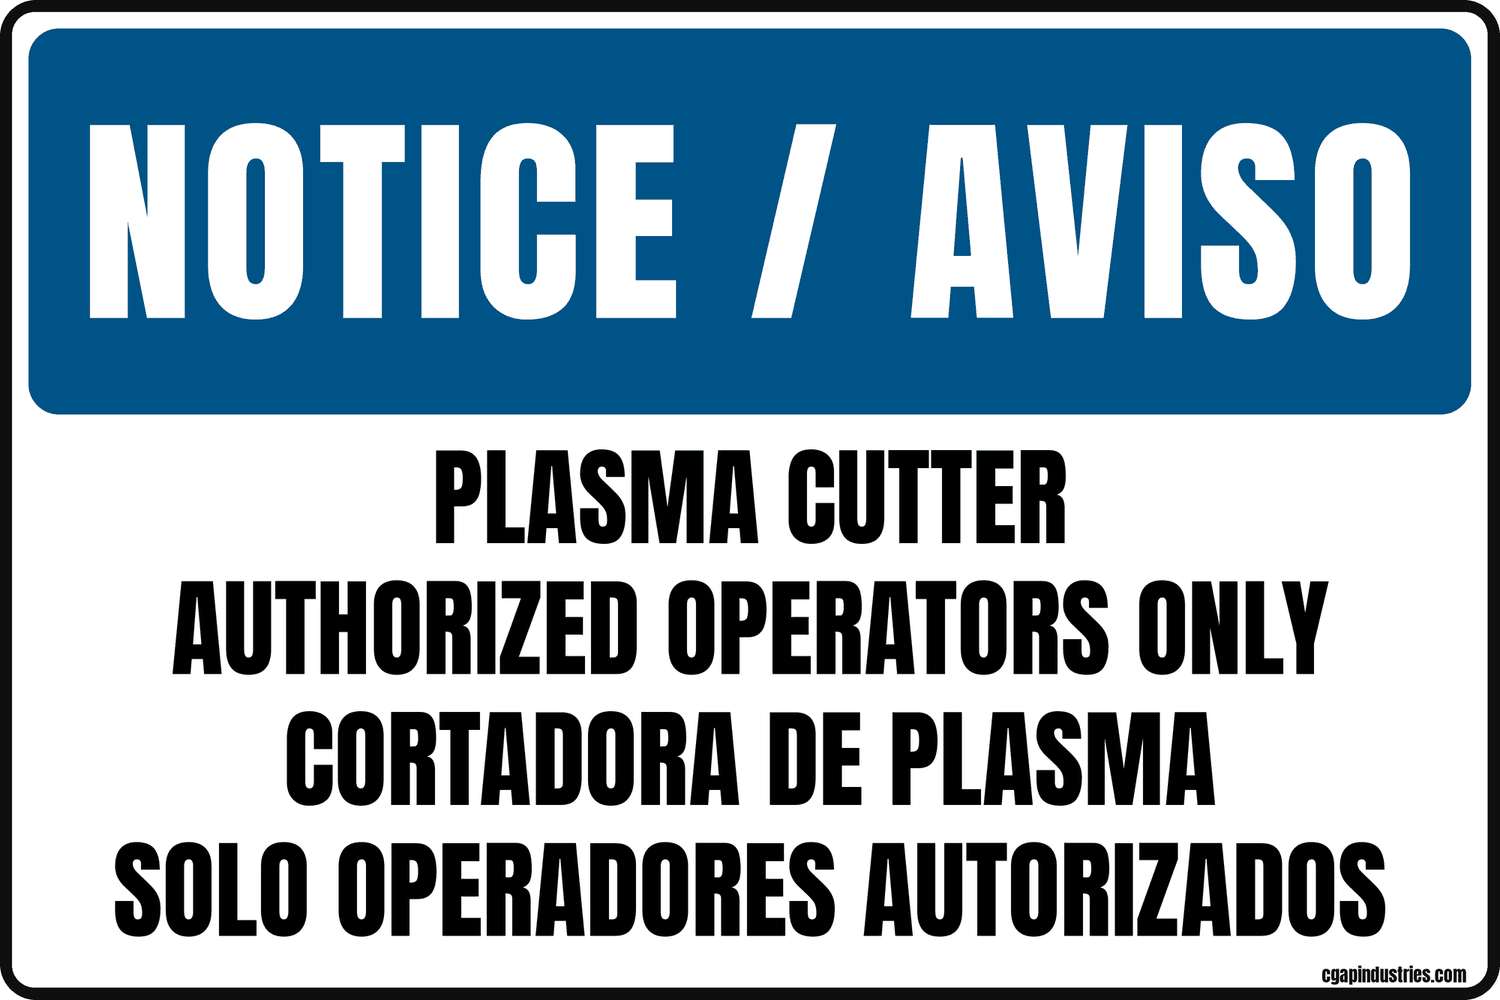 NOTICE / AVISO
PLASMA CUTTER
AUTHORIZED OPERATORS ONLY
CORTADORA DE PLASMA
SOLO OPERADORES AUTORIZADOS
cgapindustries.com